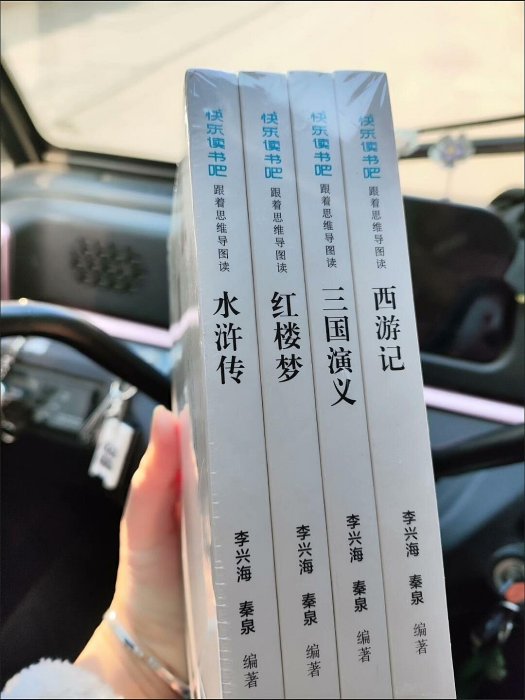 快乐读书吧
跟着思维导图读
水浒传
李兴海 秦泉 编著
快乐读书吧
跟着思维导图读
红楼梦
李兴海 秦泉 编著
快乐读书吧
跟着思维导图读
三国演义
李兴海 秦泉 编著
快乐读书吧
跟着思维导图读
西游记
李兴海 秦泉 编著